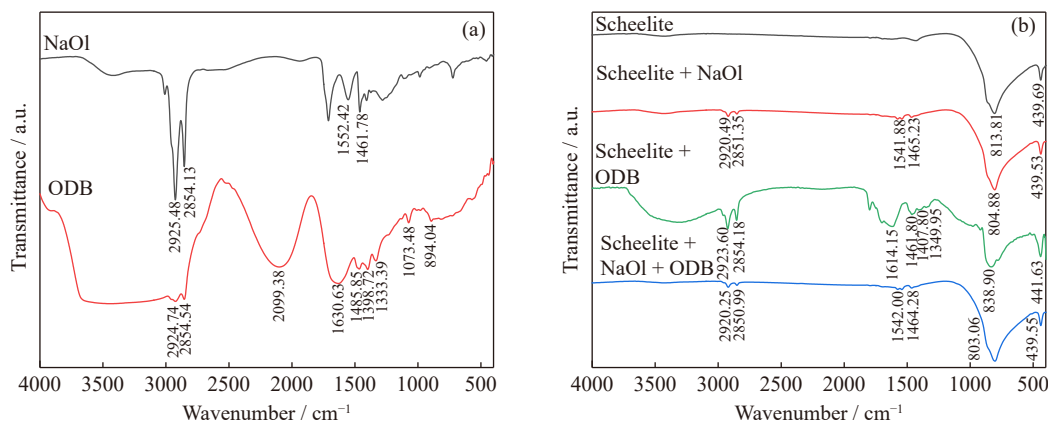 (a)
NaOl
ODB
2925.48
2854.13
1552.42
1461.78
2924.74
2854.54
2099.38
1630.63
1485.85
1398.72
1333.39
1073.48
894.04
Transmittance / a.u.
4000 3000 2000 1500 1000 500
Wavenumber / cm⁻¹
(b)
Scheelite
813.81
439.69
Scheelite + NaOl
2920.49
2851.35
1541.88
1465.23
804.88
439.53
Scheelite +
ODB
2923.60
2854.18
1614.15
1461.80
1407.80
1349.95
838.90
441.63
Scheelite +
NaOl + ODB
2920.25
2850.99
1542.00
1464.28
803.06
439.55
Transmittance / a.u.
4000 3000 2000 1500 1000 500
Wavenumber / cm⁻¹